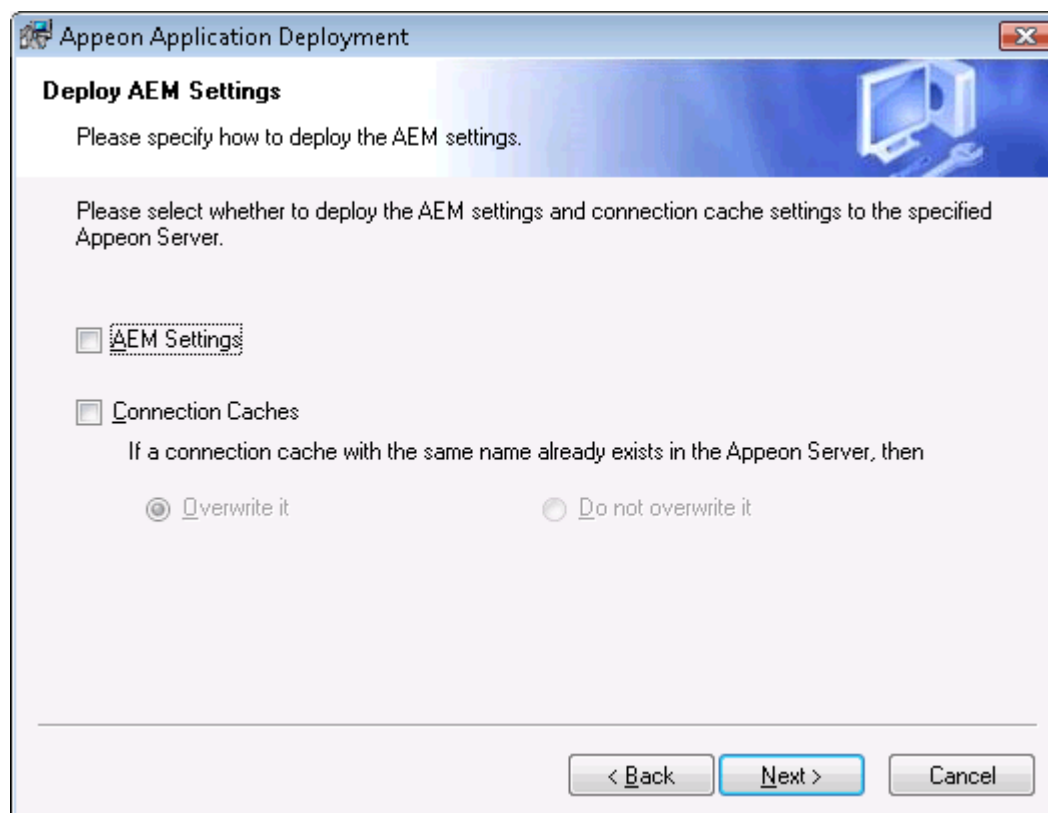 Appeon Application Deployment
Deploy AEM Settings
Please specify how to deploy the AEM settings.
Please select whether to deploy the AEM settings and connection cache settings to the specified
Appeon Server.
AEM Settings
Connection Caches
If a connection cache with the same name already exists in the Appeon Server, then
Overwrite it
Do not overwrite it
< Back
Next >
Cancel